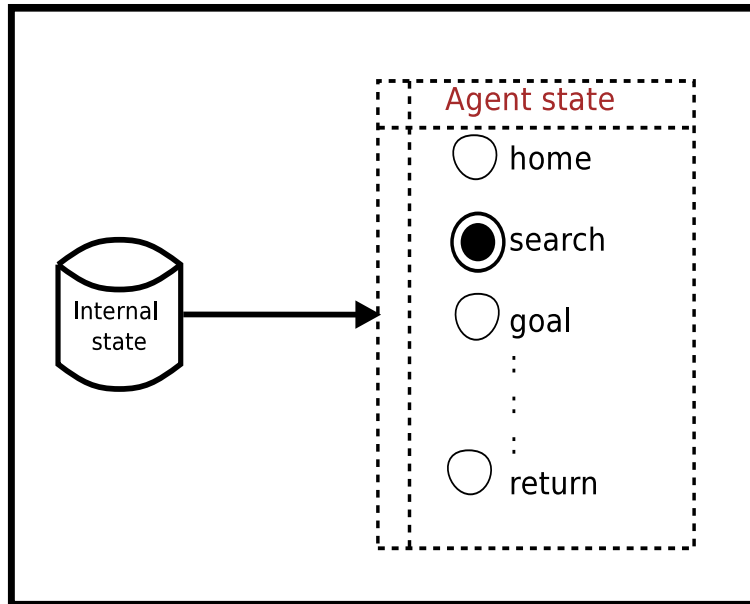 Agent state
home
search
Internal
state
goal
return